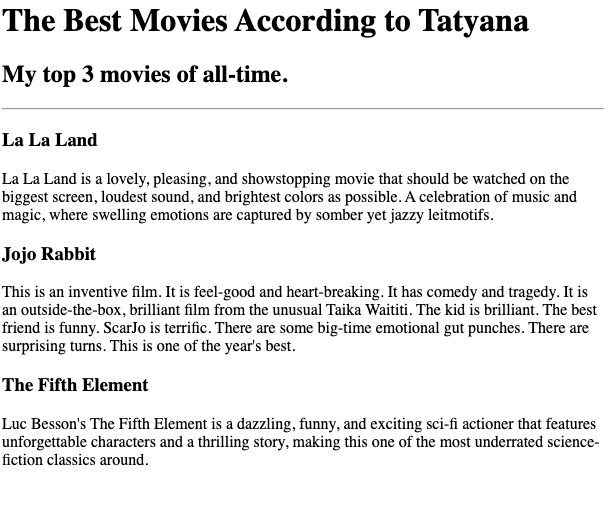 The Best Movies According to Tatyana
My top 3 movies of all-time.
La La Land
La La Land is a lovely, pleasing, and showstopping movie that should be watched on the
biggest screen, loudest sound, and brightest colors as possible. A celebration of music and
magic, where swelling emotions are captured by somber yet jazzy leitmotifs.
Jojo Rabbit
This is an inventive film. It is feel-good and heart-breaking. It has comedy and tragedy. It is
an outside-the-box, brilliant film from the unusual Taika Waititi. The kid is brilliant. The best
friend is funny. ScarJo is terrific. There are some big-time emotional gut punches. There are
surprising turns. This is one of the year's best.
The Fifth Element
Luc Besson's The Fifth Element is a dazzling, funny, and exciting sci-fi actioner that features
unforgettable characters and a thrilling story, making this one of the most underrated science-
fiction classics around.